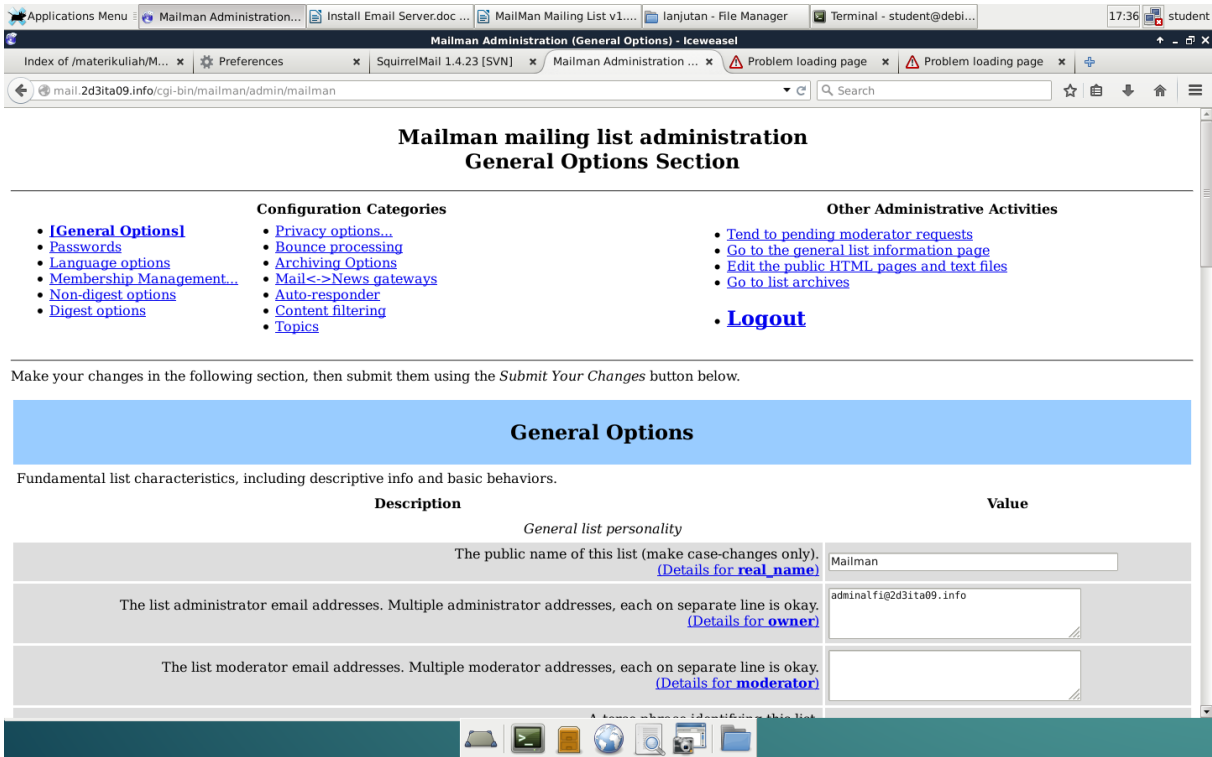 Applications Menu
Mailman Administration...
Install Email Server.doc ...
MailMan Mailing List v1....
lanjutan - File Manager
Terminal - student@debi...
17:36
student
Mailman Administration (General Options) - Iceweasel
Index of /materikuliah/M...
Preferences
SquirrelMail 1.4.23 [SVN]
Mailman Administration ...
Problem loading page
Problem loading page
mail.2d3ita09.info/cgi-bin/mailman/admin/mailman
Search
Mailman mailing list administration
General Options Section
Configuration Categories
[General Options]
Passwords
Language options
Membership Management...
Non-digest options
Digest options
Privacy options...
Bounce processing
Archiving Options
Mail<->News gateways
Auto-responder
Content filtering
Topics
Other Administrative Activities
Tend to pending moderator requests
Go to the general list information page
Edit the public HTML pages and text files
Go to list archives
Logout
Make your changes in the following section, then submit them using the Submit Your Changes button below.
General Options
Fundamental list characteristics, including descriptive info and basic behaviors.
Description
Value
General list personality
The public name of this list (make case-changes only).
(Details for real_name)
Mailman
The list administrator email addresses. Multiple administrator addresses, each on separate line is okay.
(Details for owner)
adminalfi@2d3ita09.info
The list moderator email addresses. Multiple moderator addresses, each on separate line is okay.
(Details for moderator)
A terse phrase identifying this list.